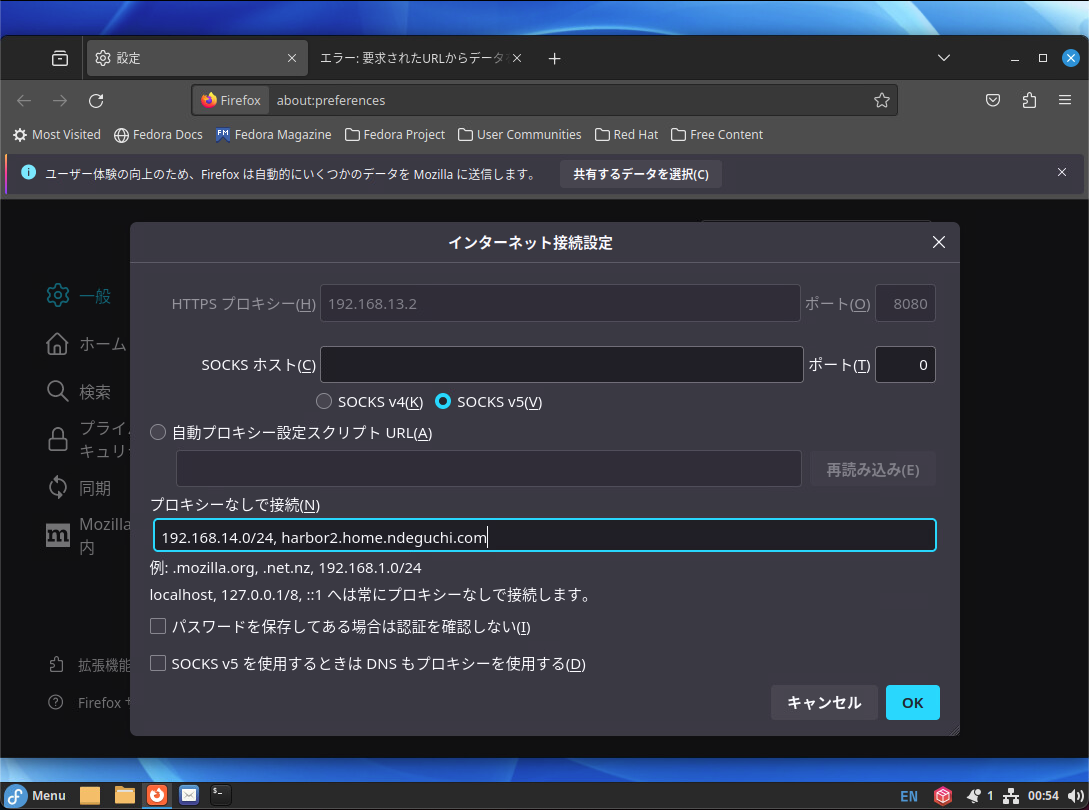 設定
エラー: 要求されたURLからデータ
Firefox
about:preferences
Most Visited
Fedora Docs
FM
Fedora Magazine
Fedora Project
User Communities
Red Hat
Free Content
ユーザー体験の向上のため、Firefox は自動的にいくつかのデータを Mozilla に送信します。
共有するデータを選択(C)
インターネット接続設定
一般
ホーム
検索
プライ
キュリ
同期
m
Mozilla
内
拡張機能
Firefox サ
HTTPS プロキシー(H)
192.168.13.2
ポート(O)
8080
SOCKS ホスト(C)
ポート(T)
0
SOCKS v4(K)
SOCKS v5(V)
自動プロキシー設定スクリプト URL(A)
再読み込み(E)
プロキシーなしで接続(N)
192.168.14.0/24, harbor2.home.ndeguchi.com
例: .mozilla.org, .net.nz, 192.168.1.0/24
localhost, 127.0.0.1/8, ::1 へは常にプロキシーなしで接続します。
パスワードを保存してある場合は認証を確認しない(I)
SOCKS v5 を使用するときは DNS もプロキシーを使用する(D)
キャンセル
OK
Menu
EN
1
00:54